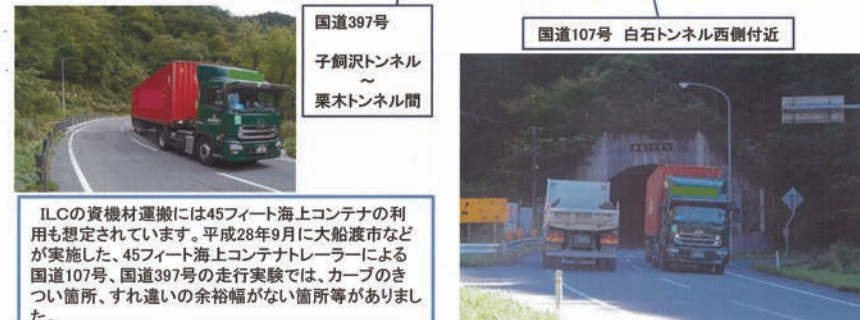 国道397号
子飼沢トンネル
～
栗木トンネル間
国道107号 白石トンネル西側付近
ILCの資機材運搬には45フィート海上コンテナの利
用も想定されています。平成28年9月に大船渡市など
が実施した、45フィート海上コンテナトレーラーによる
国道107号、国道397号の走行実験では、カーブのき
つい箇所、すれ違いの余裕幅がない箇所等がありまし
た。